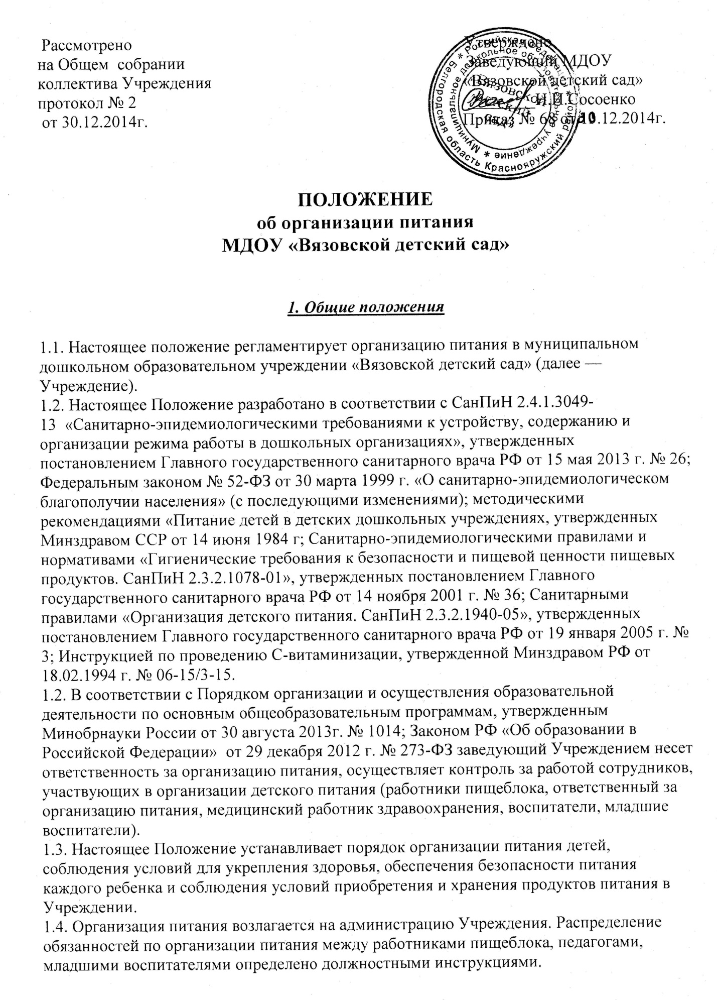 Рассмотрено
на Общем  собрании
коллектива Учреждения
протокол № 2
от 30.12.2014г.
Утверждено
Заведующий МДОУ
«Вязовской детский сад»
Н.И.Сосоенко
Приказ № 68 от 30.12.2014г.
* Российская Федерация * Белгородская область Краснояружский район
* Муниципальное дошкольное образовательное учреждение
«Вязовской
детский
сад»
ПОЛОЖЕНИЕ
об организации питания
МДОУ «Вязовской детский сад»
1. Общие положения
1.1. Настоящее положение регламентирует организацию питания в муниципальном
дошкольном образовательном учреждении «Вязовской детский сад» (далее —
Учреждение).
1.2. Настоящее Положение разработано в соответствии с СанПиН 2.4.1.3049-
13  «Санитарно-эпидемиологическими требованиями к устройству, содержанию и
организации режима работы в дошкольных организациях», утвержденных
постановлением Главного государственного санитарного врача РФ от 15 мая 2013 г. № 26;
Федеральным законом № 52-ФЗ от 30 марта 1999 г. «О санитарно-эпидемиологическом
благополучии населения» (с последующими изменениями); методическими
рекомендациями «Питание детей в детских дошкольных учреждениях, утвержденных
Минздравом ССР от 14 июня 1984 г; Санитарно-эпидемиологическими правилами и
нормативами «Гигиенические требования к безопасности и пищевой ценности пищевых
продуктов. СанПиН 2.3.2.1078-01», утвержденных постановлением Главного
государственного санитарного врача РФ от 14 ноября 2001 г. № 36; Санитарными
правилами «Организация детского питания. СанПиН 2.3.2.1940-05», утвержденных
постановлением Главного государственного санитарного врача РФ от 19 января 2005 г. №
3; Инструкцией по проведению С-витаминизации, утвержденной Минздравом РФ от
18.02.1994 г. № 06-15/3-15.
1.2. В соответствии с Порядком организации и осуществления образовательной
деятельности по основным общеобразовательным программам, утвержденным
Минобрнауки России от 30 августа 2013г. № 1014; Законом РФ «Об образовании в
Российской Федерации»  от 29 декабря 2012 г. № 273-ФЗ заведующий Учреждением несет
ответственность за организацию питания, осуществляет контроль за работой сотрудников,
участвующих в организации детского питания (работники пищеблока, ответственный за
организацию питания, медицинский работник здравоохранения, воспитатели, младшие
воспитатели).
1.3. Настоящее Положение устанавливает порядок организации питания детей,
соблюдения условий для укрепления здоровья, обеспечения безопасности питания
каждого ребенка и соблюдения условий приобретения и хранения продуктов питания в
Учреждении.
1.4. Организация питания возлагается на администрацию Учреждения. Распределение
обязанностей по организации питания между работниками пищеблока, педагогами,
младшими воспитателями определено должностными инструкциями.